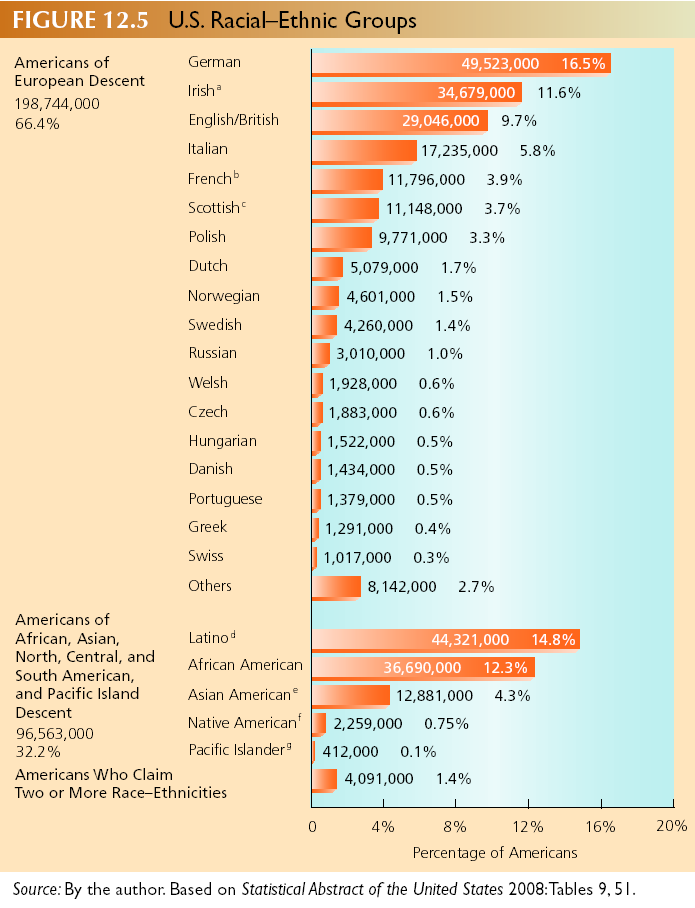 FIGURE 12.5 U.S. Racial–Ethnic Groups
Americans of
European Descent
198,744,000
66.4%
German 49,523,000 16.5%
Irish a 34,679,000 11.6%
English/British 29,046,000 9.7%
Italian 17,235,000 5.8%
French b 11,796,000 3.9%
Scottish c 11,148,000 3.7%
Polish 9,771,000 3.3%
Dutch 5,079,000 1.7%
Norwegian 4,601,000 1.5%
Swedish 4,260,000 1.4%
Russian 3,010,000 1.0%
Welsh 1,928,000 0.6%
Czech 1,883,000 0.6%
Hungarian 1,522,000 0.5%
Danish 1,434,000 0.5%
Portuguese 1,379,000 0.5%
Greek 1,291,000 0.4%
Swiss 1,017,000 0.3%
Others 8,142,000 2.7%
Americans of
African, Asian,
North, Central, and
South American,
and Pacific Island
Descent
96,563,000
32.2%
Latino d 44,321,000 14.8%
African American 36,690,000 12.3%
Asian American e 12,881,000 4.3%
Native American f 2,259,000 0.75%
Pacific Islander g 412,000 0.1%
Americans Who Claim
Two or More Race–Ethnicities
4,091,000 1.4%
0 4% 8% 12% 16% 20%
Percentage of Americans
Source: By the author. Based on Statistical Abstract of the United States 2008:Tables 9, 51.